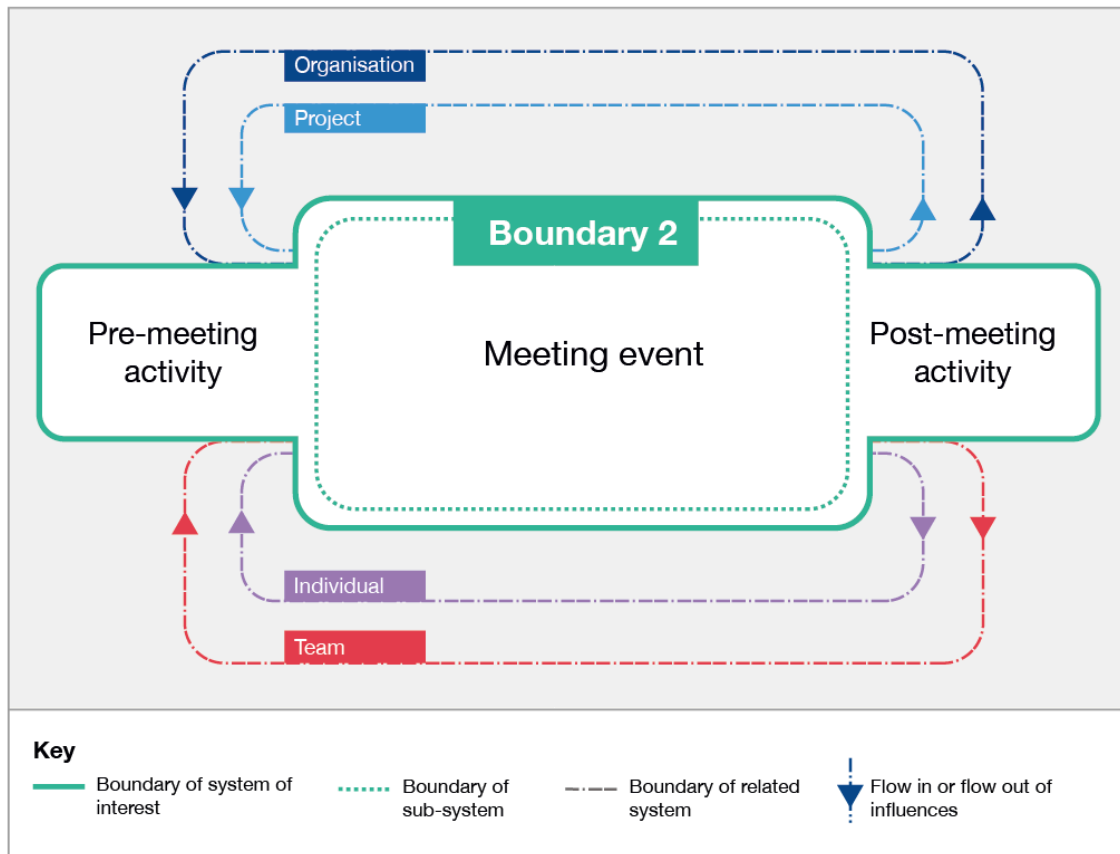 Organisation
Project
Boundary 2
Pre-meeting
activity
Meeting event
Post-meeting
activity
Individual
Team
Key
Boundary of system of
interest
Boundary of
sub-system
Boundary of related
system
Flow in or flow out of
influences